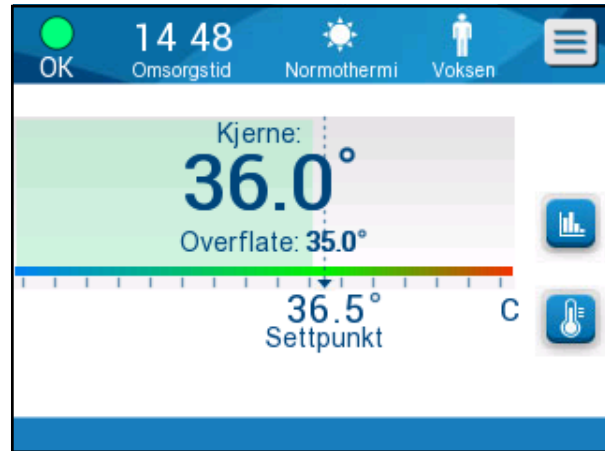 OK
14 48
Omsorgstid
Normothermi
Voksen
Kjerne:
36.0°
Overflate: 35.0°
36.5°
C
Settpunkt